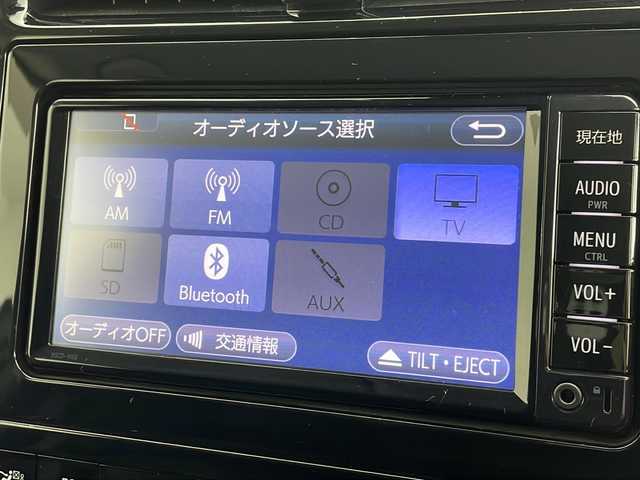 オーディオソース選択
AM
FM
CD
TV
SD
Bluetooth
AUX
オーディオOFF
交通情報
TILT・EJECT
現在地
AUDIO
PWR
MENU
CTRL
VOL+
VOL-